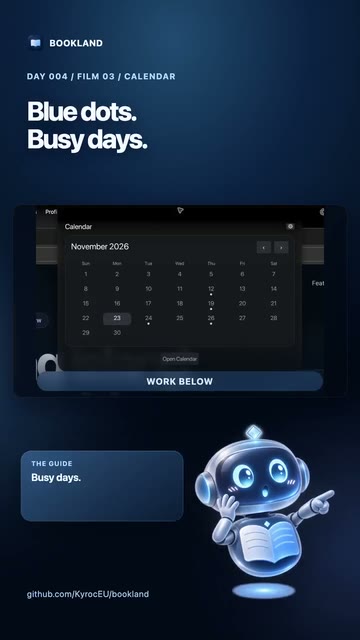 BOOKLAND
DAY 004 / FILM 03 / CALENDAR
Blue dots.
Busy days.
Profi
Calendar
November 2026
Sun Mon Tue Wed Thu Fri Sat
1 2 3 4 5 6 7
8 9 10 11 12 13 14
15 16 17 18 19 20 21
22 23 24 25 26 27 28
29 30
Feat
Open Calendar
WORK BELOW
THE GUIDE
Busy days.
github.com/KyrocEU/bookland